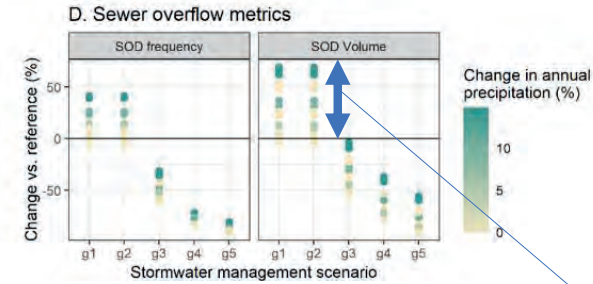 D. Sewer overflow metrics
SOD frequency
SOD Volume
Change vs. reference (%)
50
0
-50
g1 g2 g3 g4 g5
g1 g2 g3 g4 g5
Stormwater management scenario
Change in annual
precipitation (%)
10
5
0